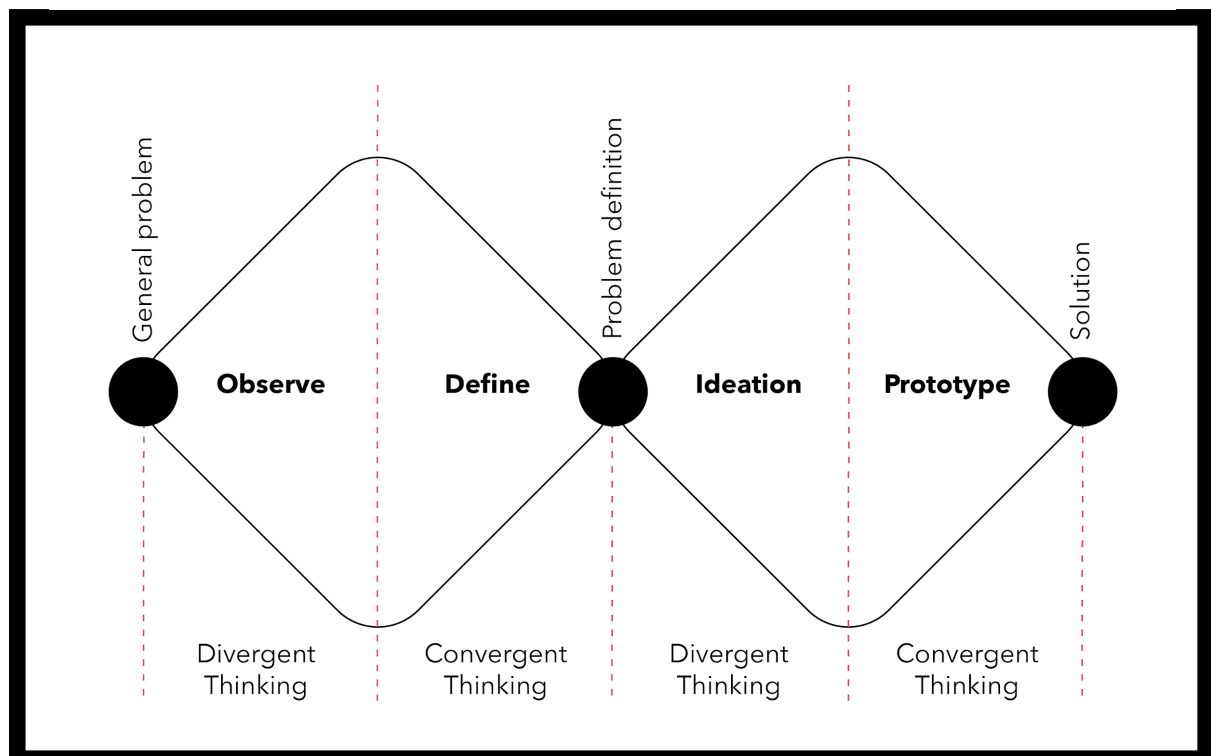 General problem
Problem definition
Solution
Observe
Define
Ideation
Prototype
Divergent
Thinking
Convergent
Thinking
Divergent
Thinking
Convergent
Thinking